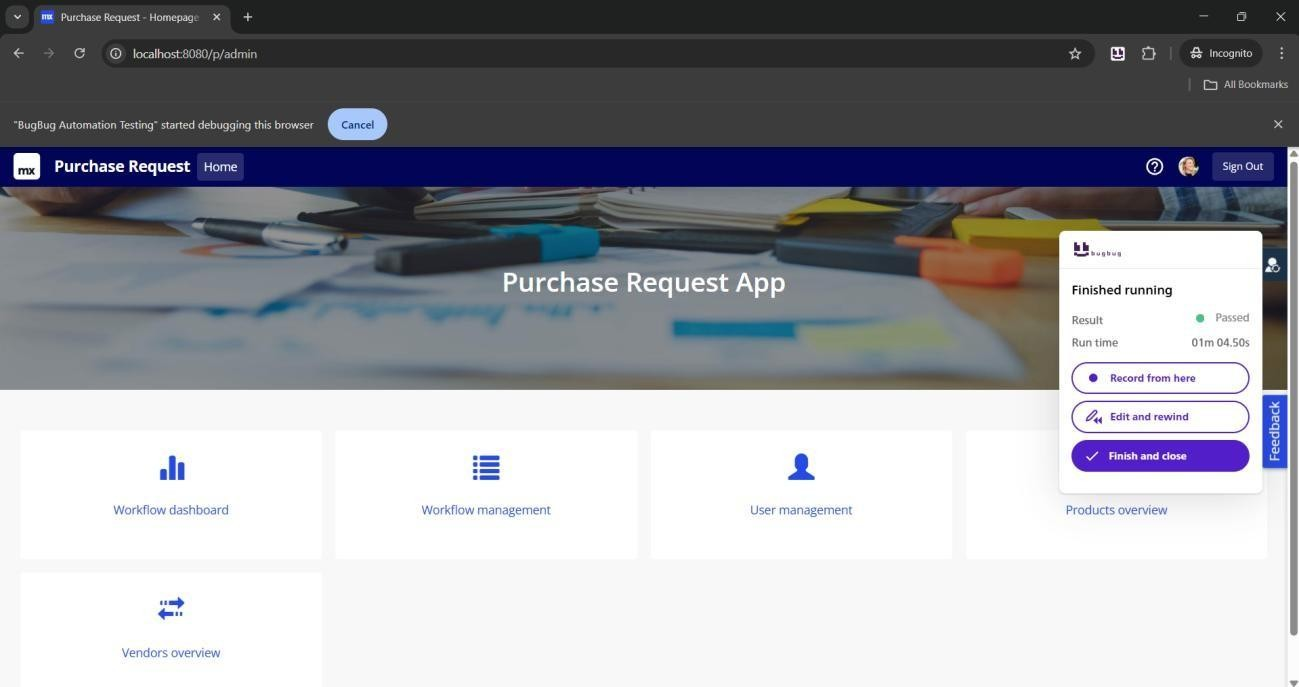 mx Purchase Request - Homepage
localhost:8080/p/admin
Incognito
All Bookmarks
"BugBug Automation Testing" started debugging this browser
Cancel
mx
Purchase Request
Home
Sign Out
Purchase Request App
bugbug
Finished running
Result
Passed
Run time
01m 04.50s
Record from here
Edit and rewind
Finish and close
Feedback
Workflow dashboard
Workflow management
User management
Products overview
Vendors overview